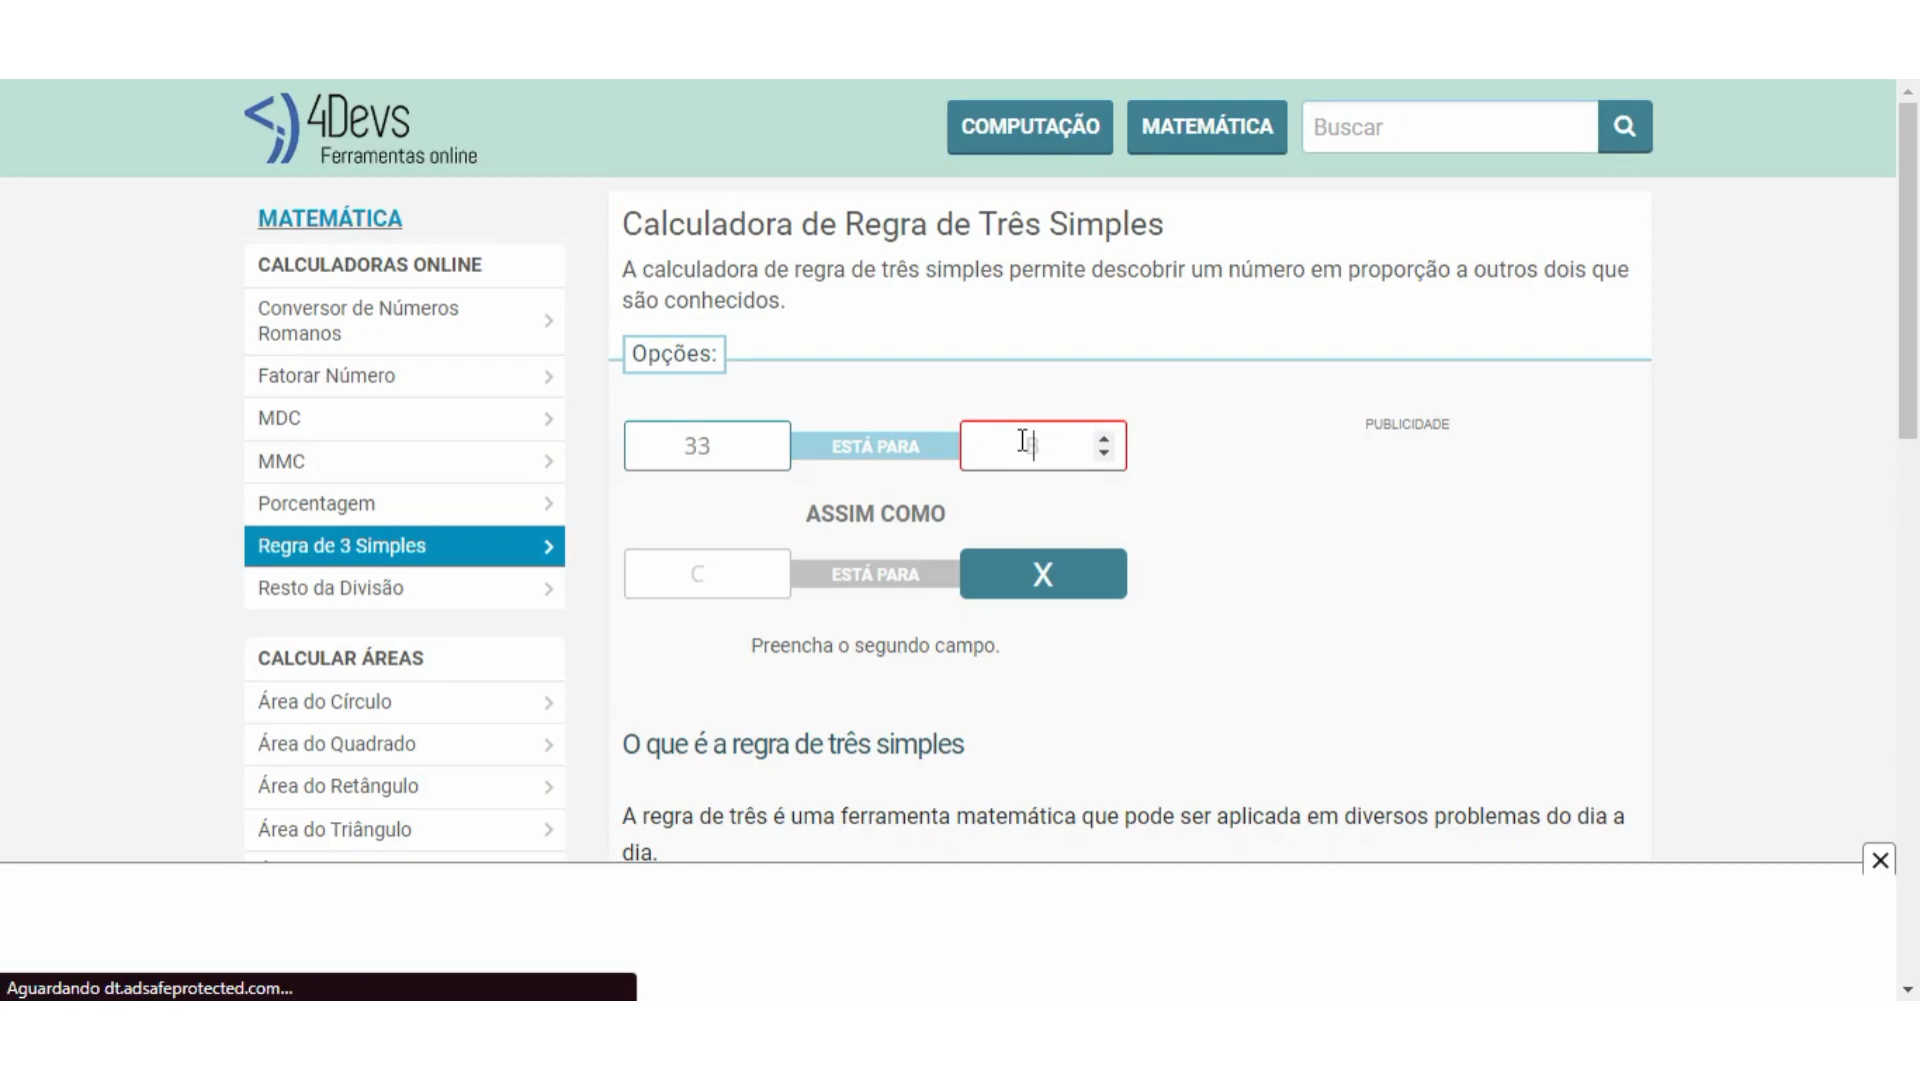 4Devs
Ferramentas online
COMPUTAÇÃO
MATEMÁTICA
Buscar
MATEMÁTICA
CALCULADORAS ONLINE
Conversor de Números
Romanos
Fatorar Número
MDC
MMC
Porcentagem
Regra de 3 Simples
Resto da Divisão
CALCULAR ÁREAS
Área do Círculo
Área do Quadrado
Área do Retângulo
Área do Triângulo
Calculadora de Regra de Três Simples
A calculadora de regra de três simples permite descobrir um número em proporção a outros dois que
são conhecidos.
Opções:
33 ESTÁ PARA B
ASSIM COMO
C ESTÁ PARA X
Preencha o segundo campo.
PUBLICIDADE
O que é a regra de três simples
A regra de três é uma ferramenta matemática que pode ser aplicada em diversos problemas do dia a
dia.
Aguardando dt.adsafeprotected.com...